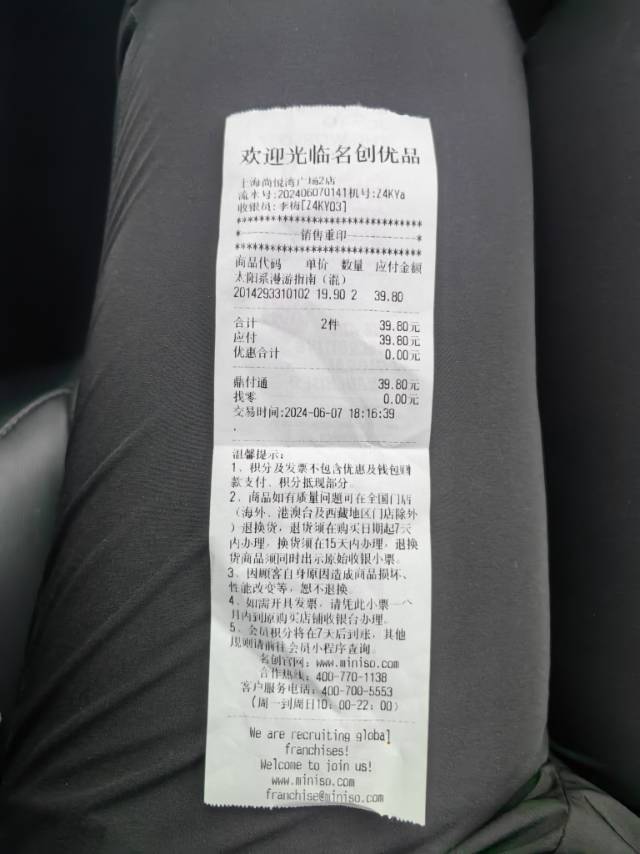 欢迎光临名创优品
上海尚悦湾广场2店
流水号:20240607014​1机号:Z4KYa
收银员:李梅[Z4KY03]
************************************
*————销售重印————*
************************************
商品代码 单价 数量 应付金额
太阳系漫游指南（混）
2014293310102 19.90 2 39.80
合计 2件 39.80元
应付 39.80元
优惠合计 0.00元
鼎付通 39.80元
找零 0.00元
交易时间:2024-06-07 18:16:39
.
温馨提示:
1、积分及发票不包含优惠及钱包赠
款支付、积分抵现部分。
2、商品如有质量问题可在全国门店
（海外、港澳台及西藏地区门店除外
）退换货，退货须在购买日期起7天
内办理，换货须在15天内办理，退换
货商品须同时出示原始收银小票。
3、因顾客自身原因造成商品损坏、
性能改变等，恕不退换。
4、如需开具发票，请凭此小票一个
月内到原购买店铺收银台办理。
5、会员积分将在7天后到账，其他
规则请前往会员小程序查询。
名创官网: www.miniso.com
合作热线: 400-770-1138
客户服务电话: 400-700-5553
（周一到周日10：00-22：00）
We are recruiting global
franchises!
Welcome to join us!
www.miniso.com
franchise@miniso.com